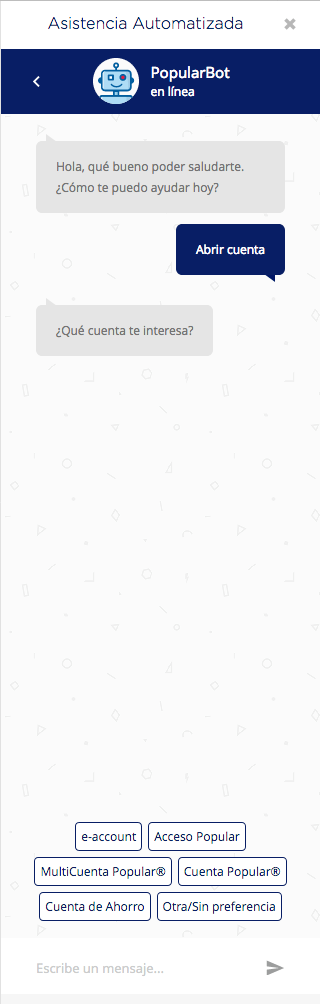 Asistencia Automatizada
PopularBot
en línea
Hola, qué bueno poder saludarte.
¿Cómo te puedo ayudar hoy?
Abrir cuenta
¿Qué cuenta te interesa?
e-account Acceso Popular
MultiCuenta Popular® Cuenta Popular®
Cuenta de Ahorro Otra/Sin preferencia
Escribe un mensaje...